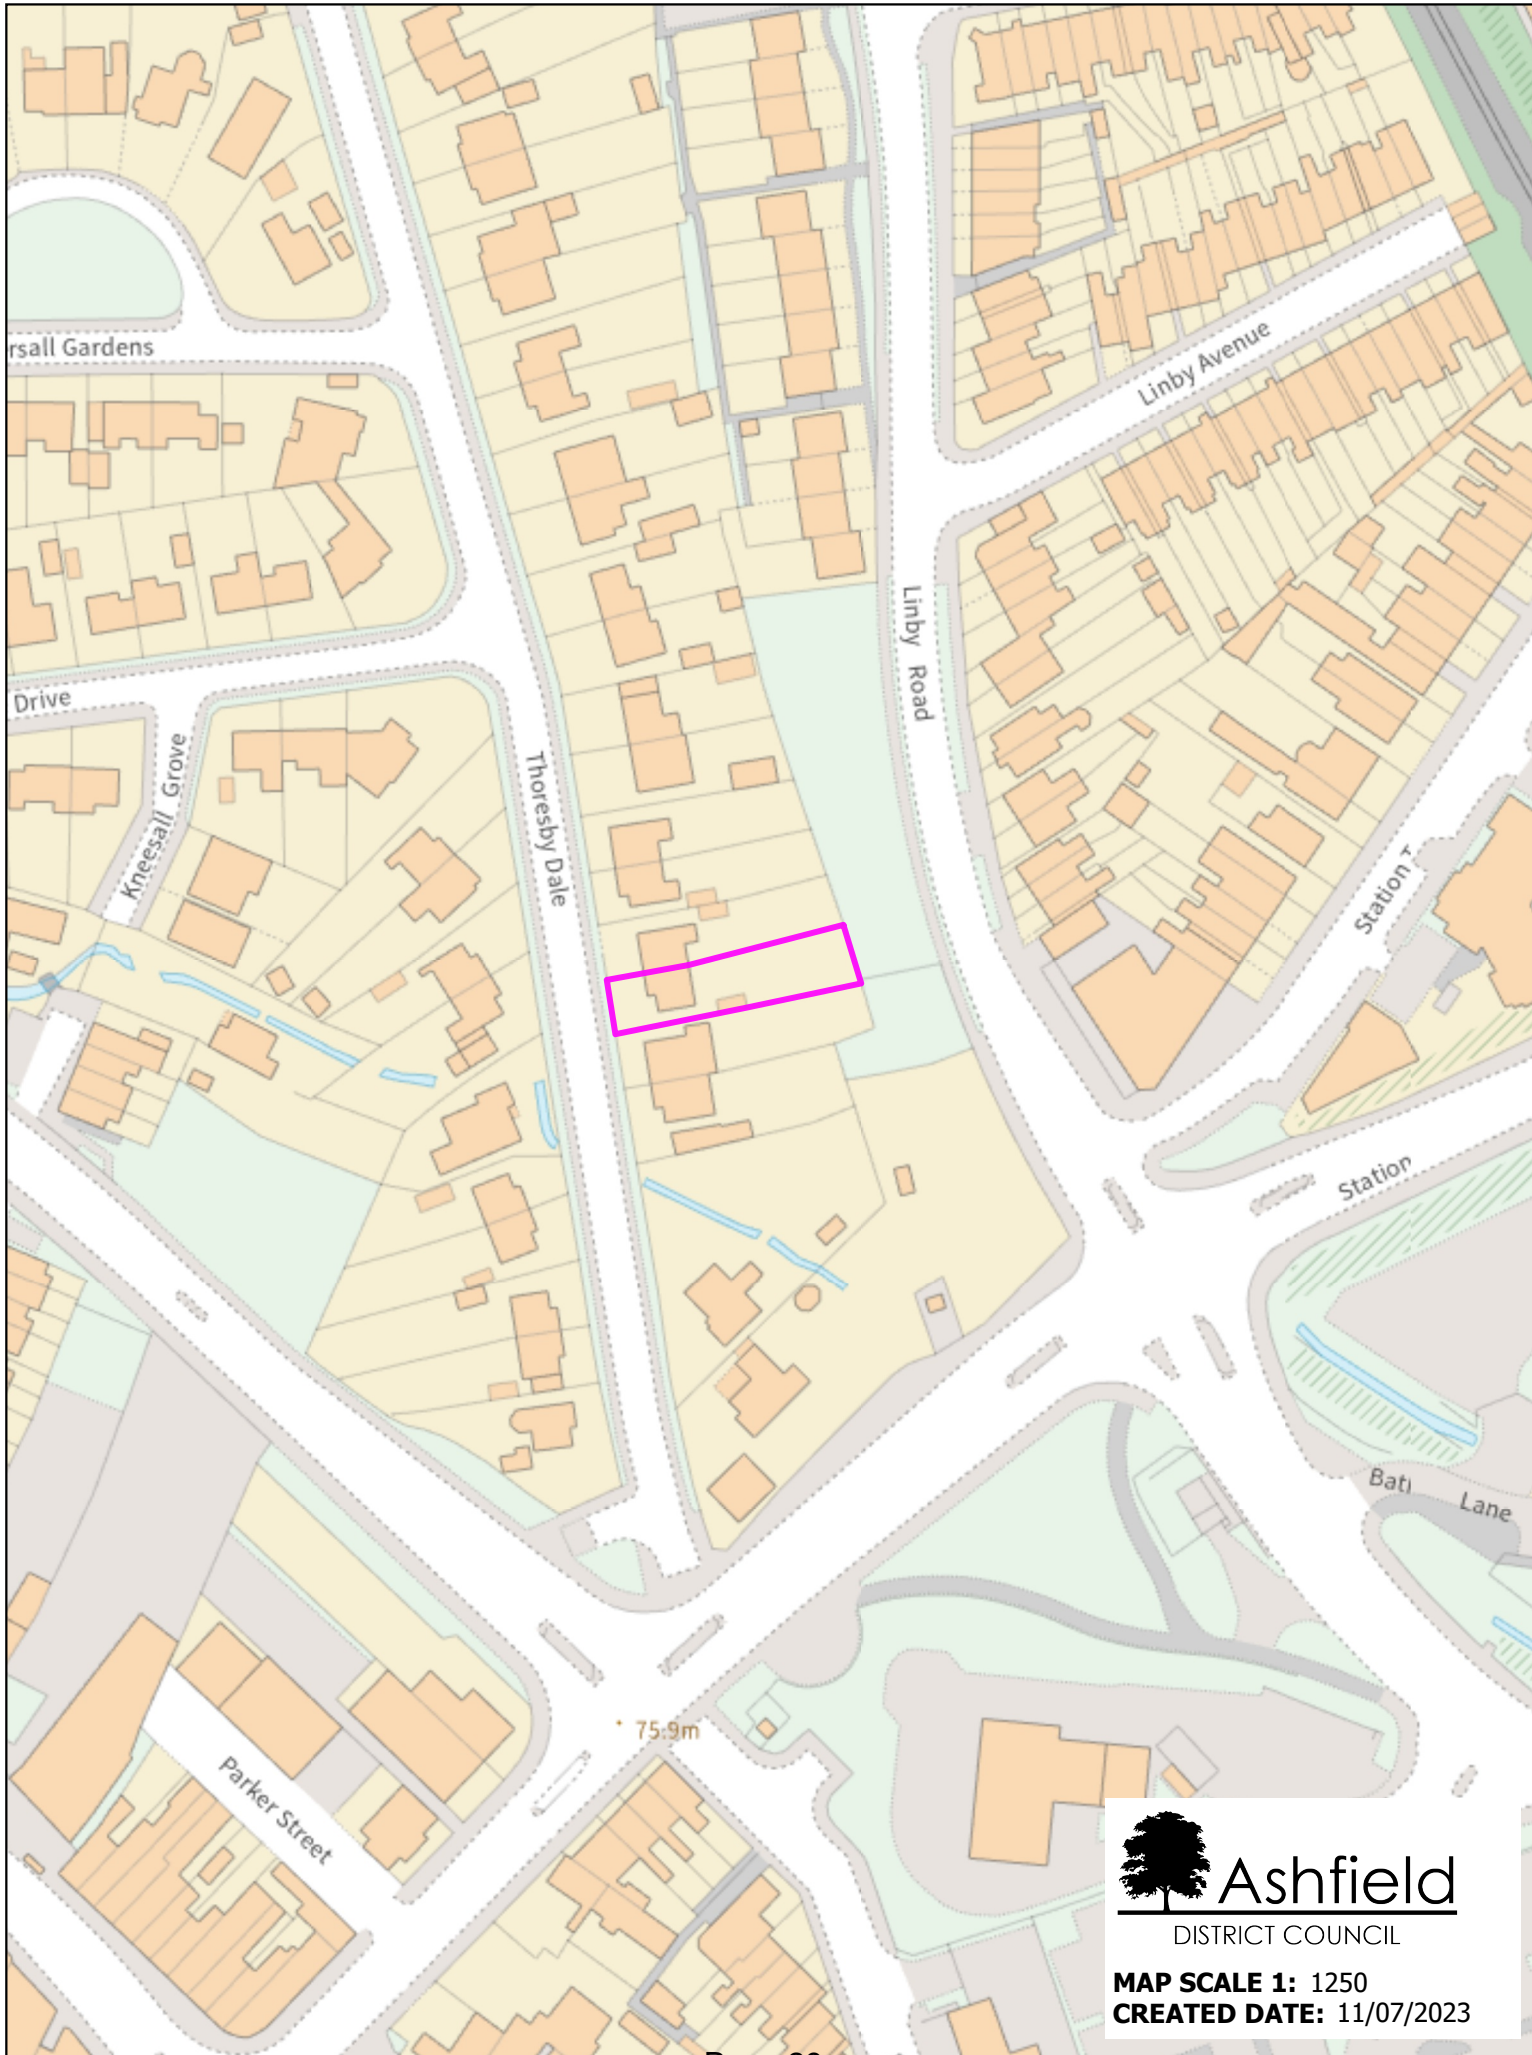 rsall Gardens
Linby Avenue
Linby Road
Drive
Kneesall Grove
Thoresby Dale
Station
Station
Bath Lane
75.9m
Parker Street
Ashfield
DISTRICT COUNCIL
MAP SCALE 1: 1250
CREATED DATE: 11/07/2023